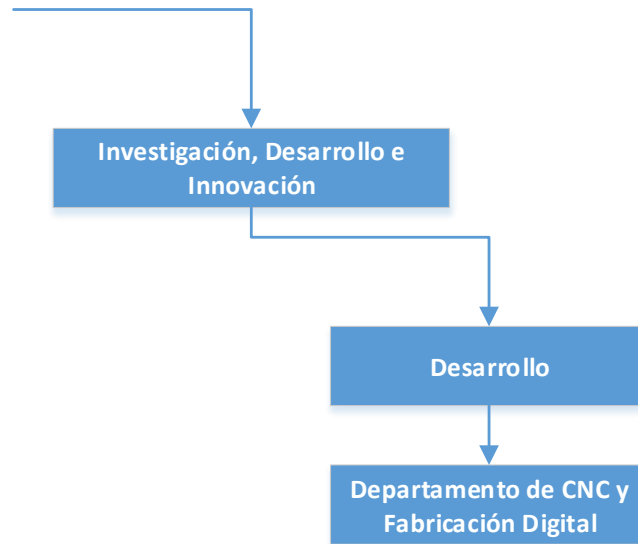 Investigación, Desarrollo e
Innovación
Desarrollo
Departamento de CNC y
Fabricación Digital